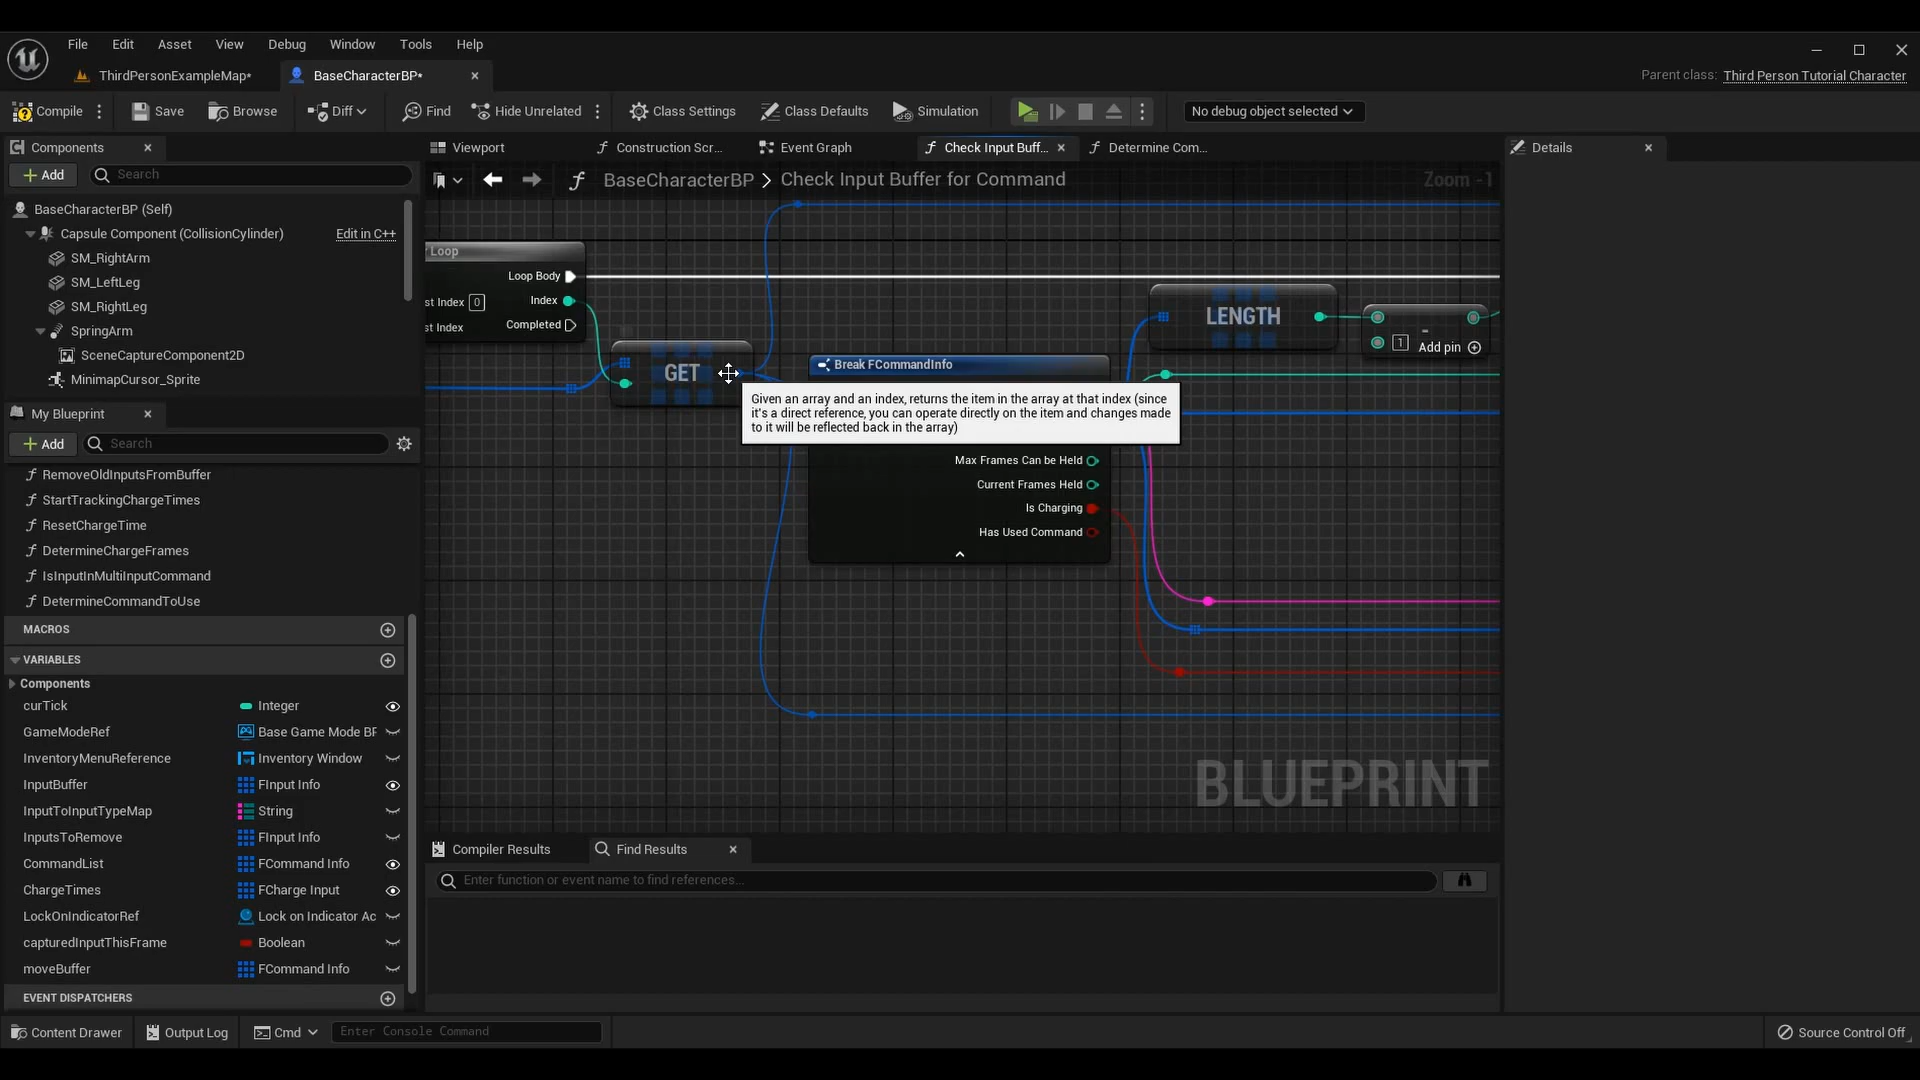 File Edit Asset View Debug Window Tools Help
ThirdPersonExampleMap*
BaseCharacterBP*
Parent class: Third Person Tutorial Character
Compile
Save
Browse
Diff
Find
Hide Unrelated
Class Settings
Class Defaults
Simulation
No debug object selected
Components
Add
Search
BaseCharacterBP (Self)
Capsule Component (CollisionCylinder)
Edit in C++
SM_RightArm
SM_LeftLeg
SM_RightLeg
SpringArm
SceneCaptureComponent2D
MinimapCursor_Sprite
My Blueprint
Add
Search
RemoveOldInputsFromBuffer
StartTrackingChargeTimes
ResetChargeTime
DetermineChargeFrames
IsInputInMultiInputCommand
DetermineCommandToUse
MACROS
VARIABLES
Components
curTick Integer
GameModeRef Base Game Mode BP
InventoryMenuReference Inventory Window
InputBuffer FInput Info
InputToInputTypeMap String
InputsToRemove FInput Info
CommandList FCommand Info
ChargeTimes FCharge Input
LockOnIndicatorRef Lock on Indicator Ac
capturedInputThisFrame Boolean
moveBuffer FCommand Info
EVENT DISPATCHERS
Viewport
Construction Scr...
Event Graph
Check Input Buff...
Determine Com...
BaseCharacterBP > Check Input Buffer for Command
Zoom -1
Loop
Loop Body
st Index 0
Index
st Index
Completed
GET
Break FCommandInfo
Given an array and an index, returns the item in the array at that index (since
it's a direct reference, you can operate directly on the item and changes made
to it will be reflected back in the array)
Max Frames Can be Held
Current Frames Held
Is Charging
Has Used Command
LENGTH
-
1 Add pin
BLUEPRINT
Compiler Results
Find Results
Enter function or event name to find references...
Details
Content Drawer
Output Log
Cmd
Enter Console Command
Source Control Off